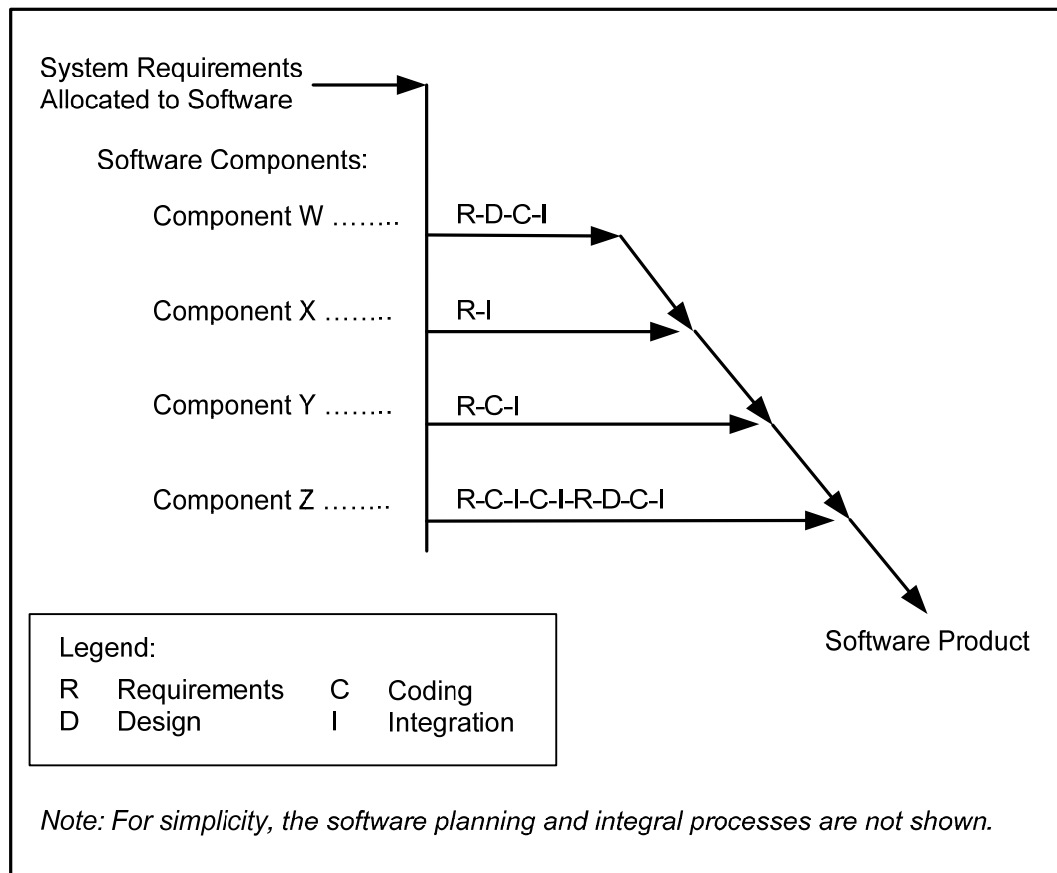 System Requirements
Allocated to Software
Software Components:
Component W ........
R-D-C-I
Component X ........
R-I
Component Y ........
R-C-I
Component Z ........
R-C-I-C-I-R-D-C-I
Software Product
Legend:
R Requirements C Coding
D Design I Integration
Note: For simplicity, the software planning and integral processes are not shown.